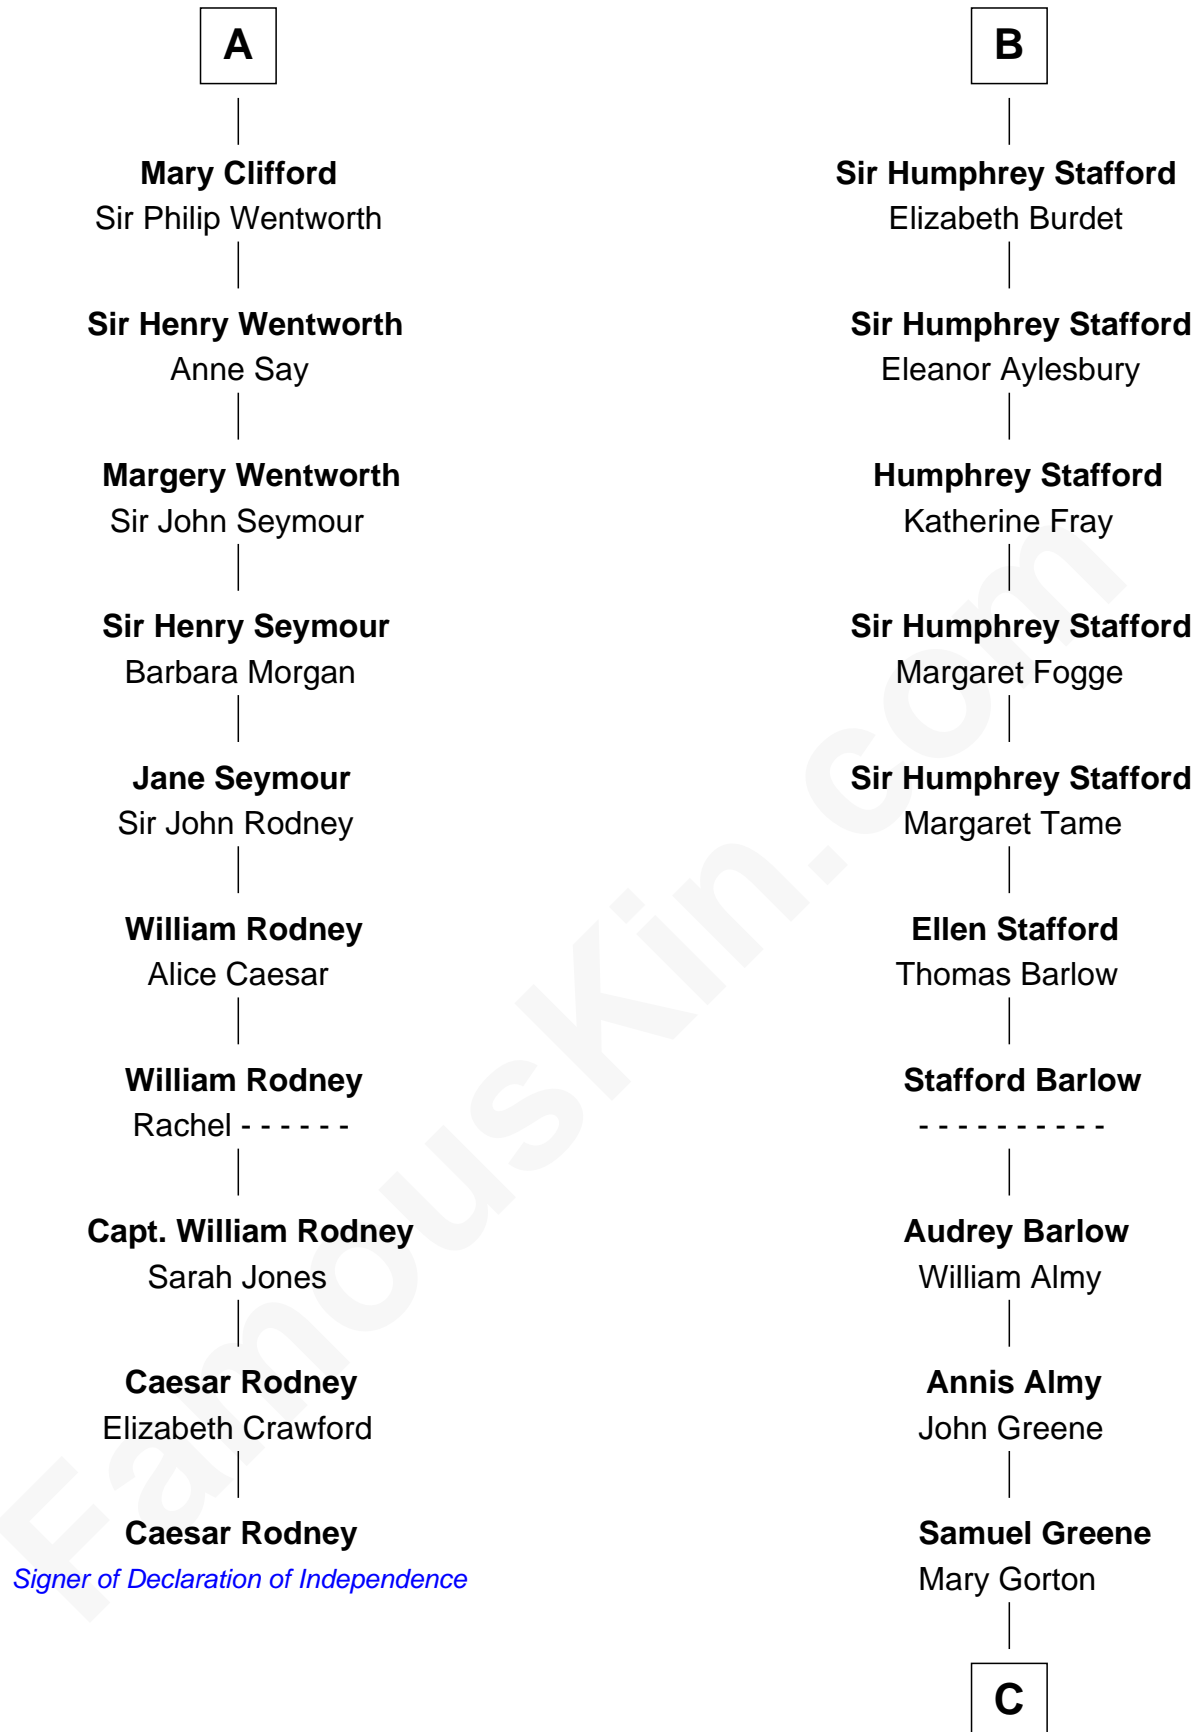 A
Mary Clifford
Sir Philip Wentworth
Sir Henry Wentworth
Anne Say
Margery Wentworth
Sir John Seymour
Sir Henry Seymour
Barbara Morgan
Jane Seymour
Sir John Rodney
William Rodney
Alice Caesar
William Rodney
Rachel - - - - - -
Capt. William Rodney
Sarah Jones
Caesar Rodney
Elizabeth Crawford
Caesar Rodney
Signer of Declaration of Independence
B
Sir Humphrey Stafford
Elizabeth Burdet
Sir Humphrey Stafford
Eleanor Aylesbury
Humphrey Stafford
Katherine Fray
Sir Humphrey Stafford
Margaret Fogge
Sir Humphrey Stafford
Margaret Tame
Ellen Stafford
Thomas Barlow
Stafford Barlow
- - - - - - - - - -
Audrey Barlow
William Almy
Annis Almy
John Greene
Samuel Greene
Mary Gorton
C
FamousKin.com